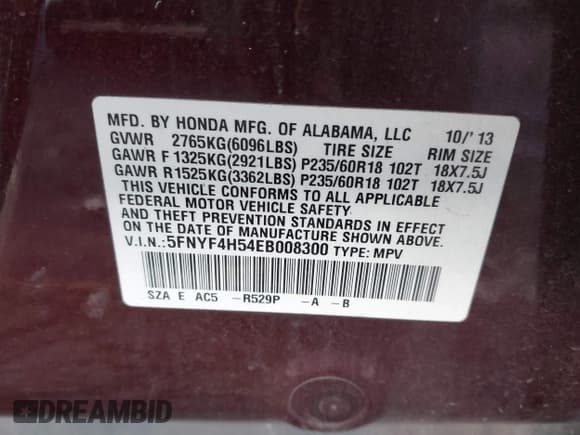 MFD. BY HONDA MFG. OF ALABAMA, LLC 10/'13
GVWR 2765KG(6096LBS) TIRE SIZE RIM SIZE
GAWR F 1325KG(2921LBS) P235/60R18 102T 18X7.5J
GAWR R 1525KG(3362LBS) P235/60R18 102T 18X7.5J
THIS VEHICLE CONFORMS TO ALL APPLICABLE
FEDERAL MOTOR VEHICLE SAFETY
STANDARDS IN EFFECT
ON THE DATE OF MANUFACTURE SHOWN ABOVE.
V.I.N.:5FNYF4H54EB008300 TYPE: MPV
SZA E AC5 -R529P -A -B
DREAMBID